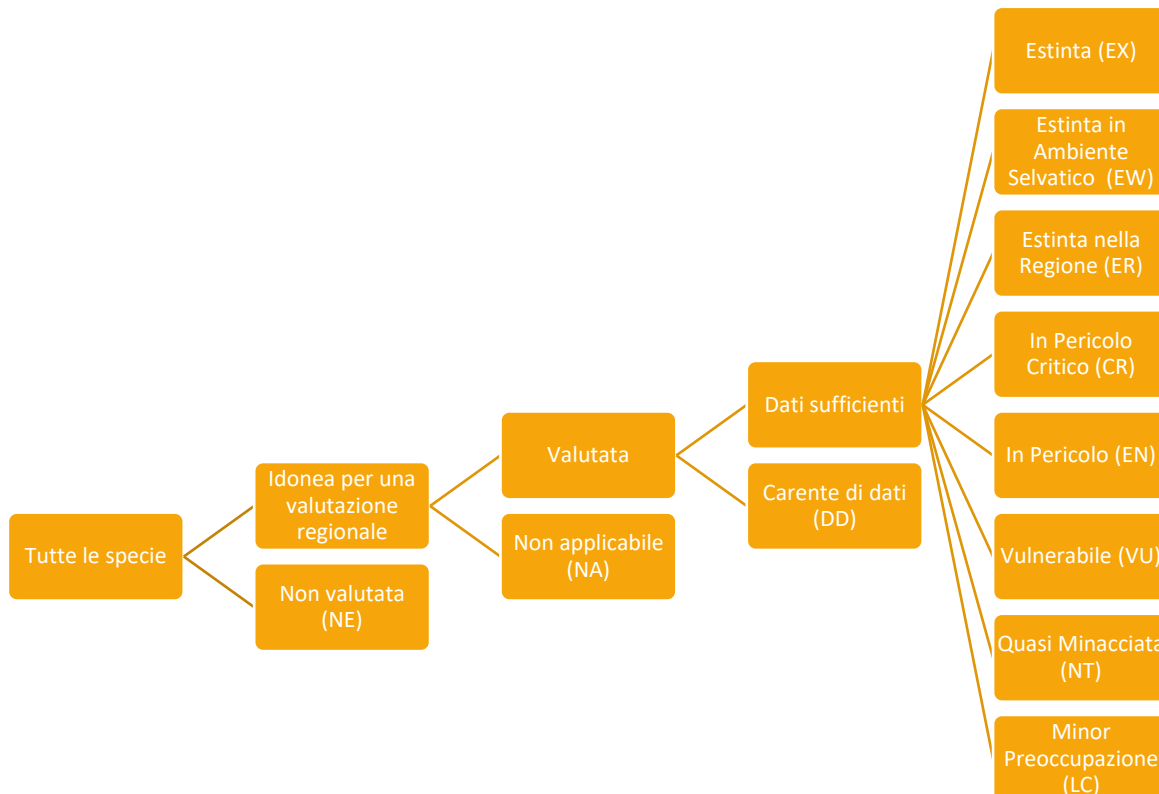 Tutte le specie
Idonea per una
valutazione
regionale
Non valutata
(NE)
Valutata
Non applicabile
(NA)
Dati sufficienti
Carente di dati
(DD)
Estinta (EX)
Estinta in
Ambiente
Selvatico (EW)
Estinta nella
Regione (ER)
In Pericolo
Critico (CR)
In Pericolo (EN)
Vulnerabile (VU)
Quasi Minacciata
(NT)
Minor
Preoccupazione
(LC)